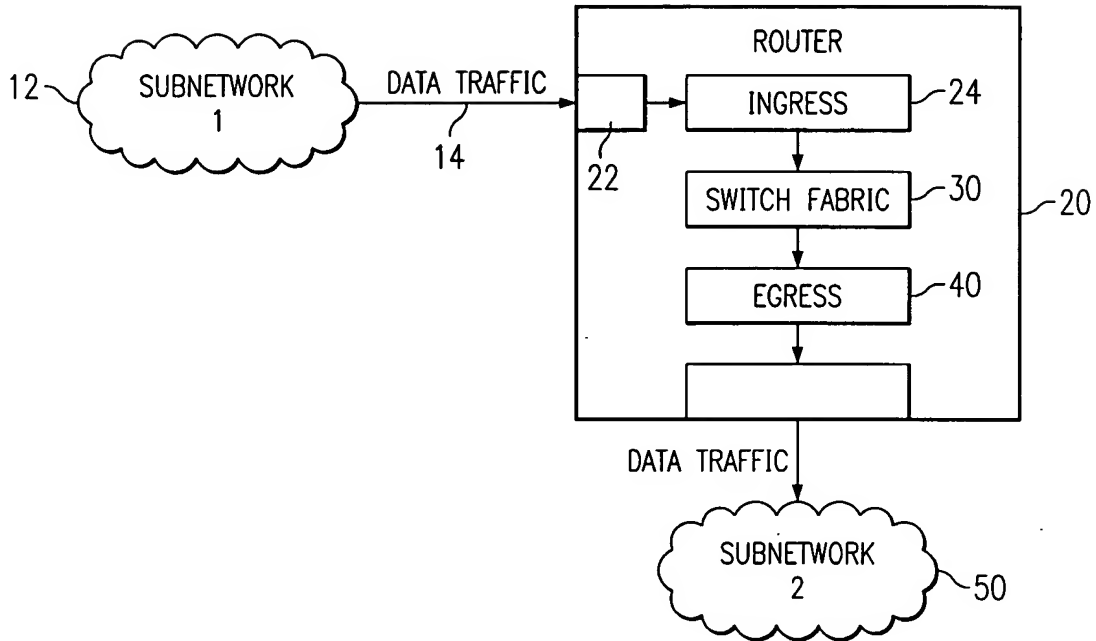 ROUTER
12
SUBNETWORK
1
DATA TRAFFIC
14
22
INGRESS
24
SWITCH FABRIC
30
20
EGRESS
40
DATA TRAFFIC
SUBNETWORK
2
50